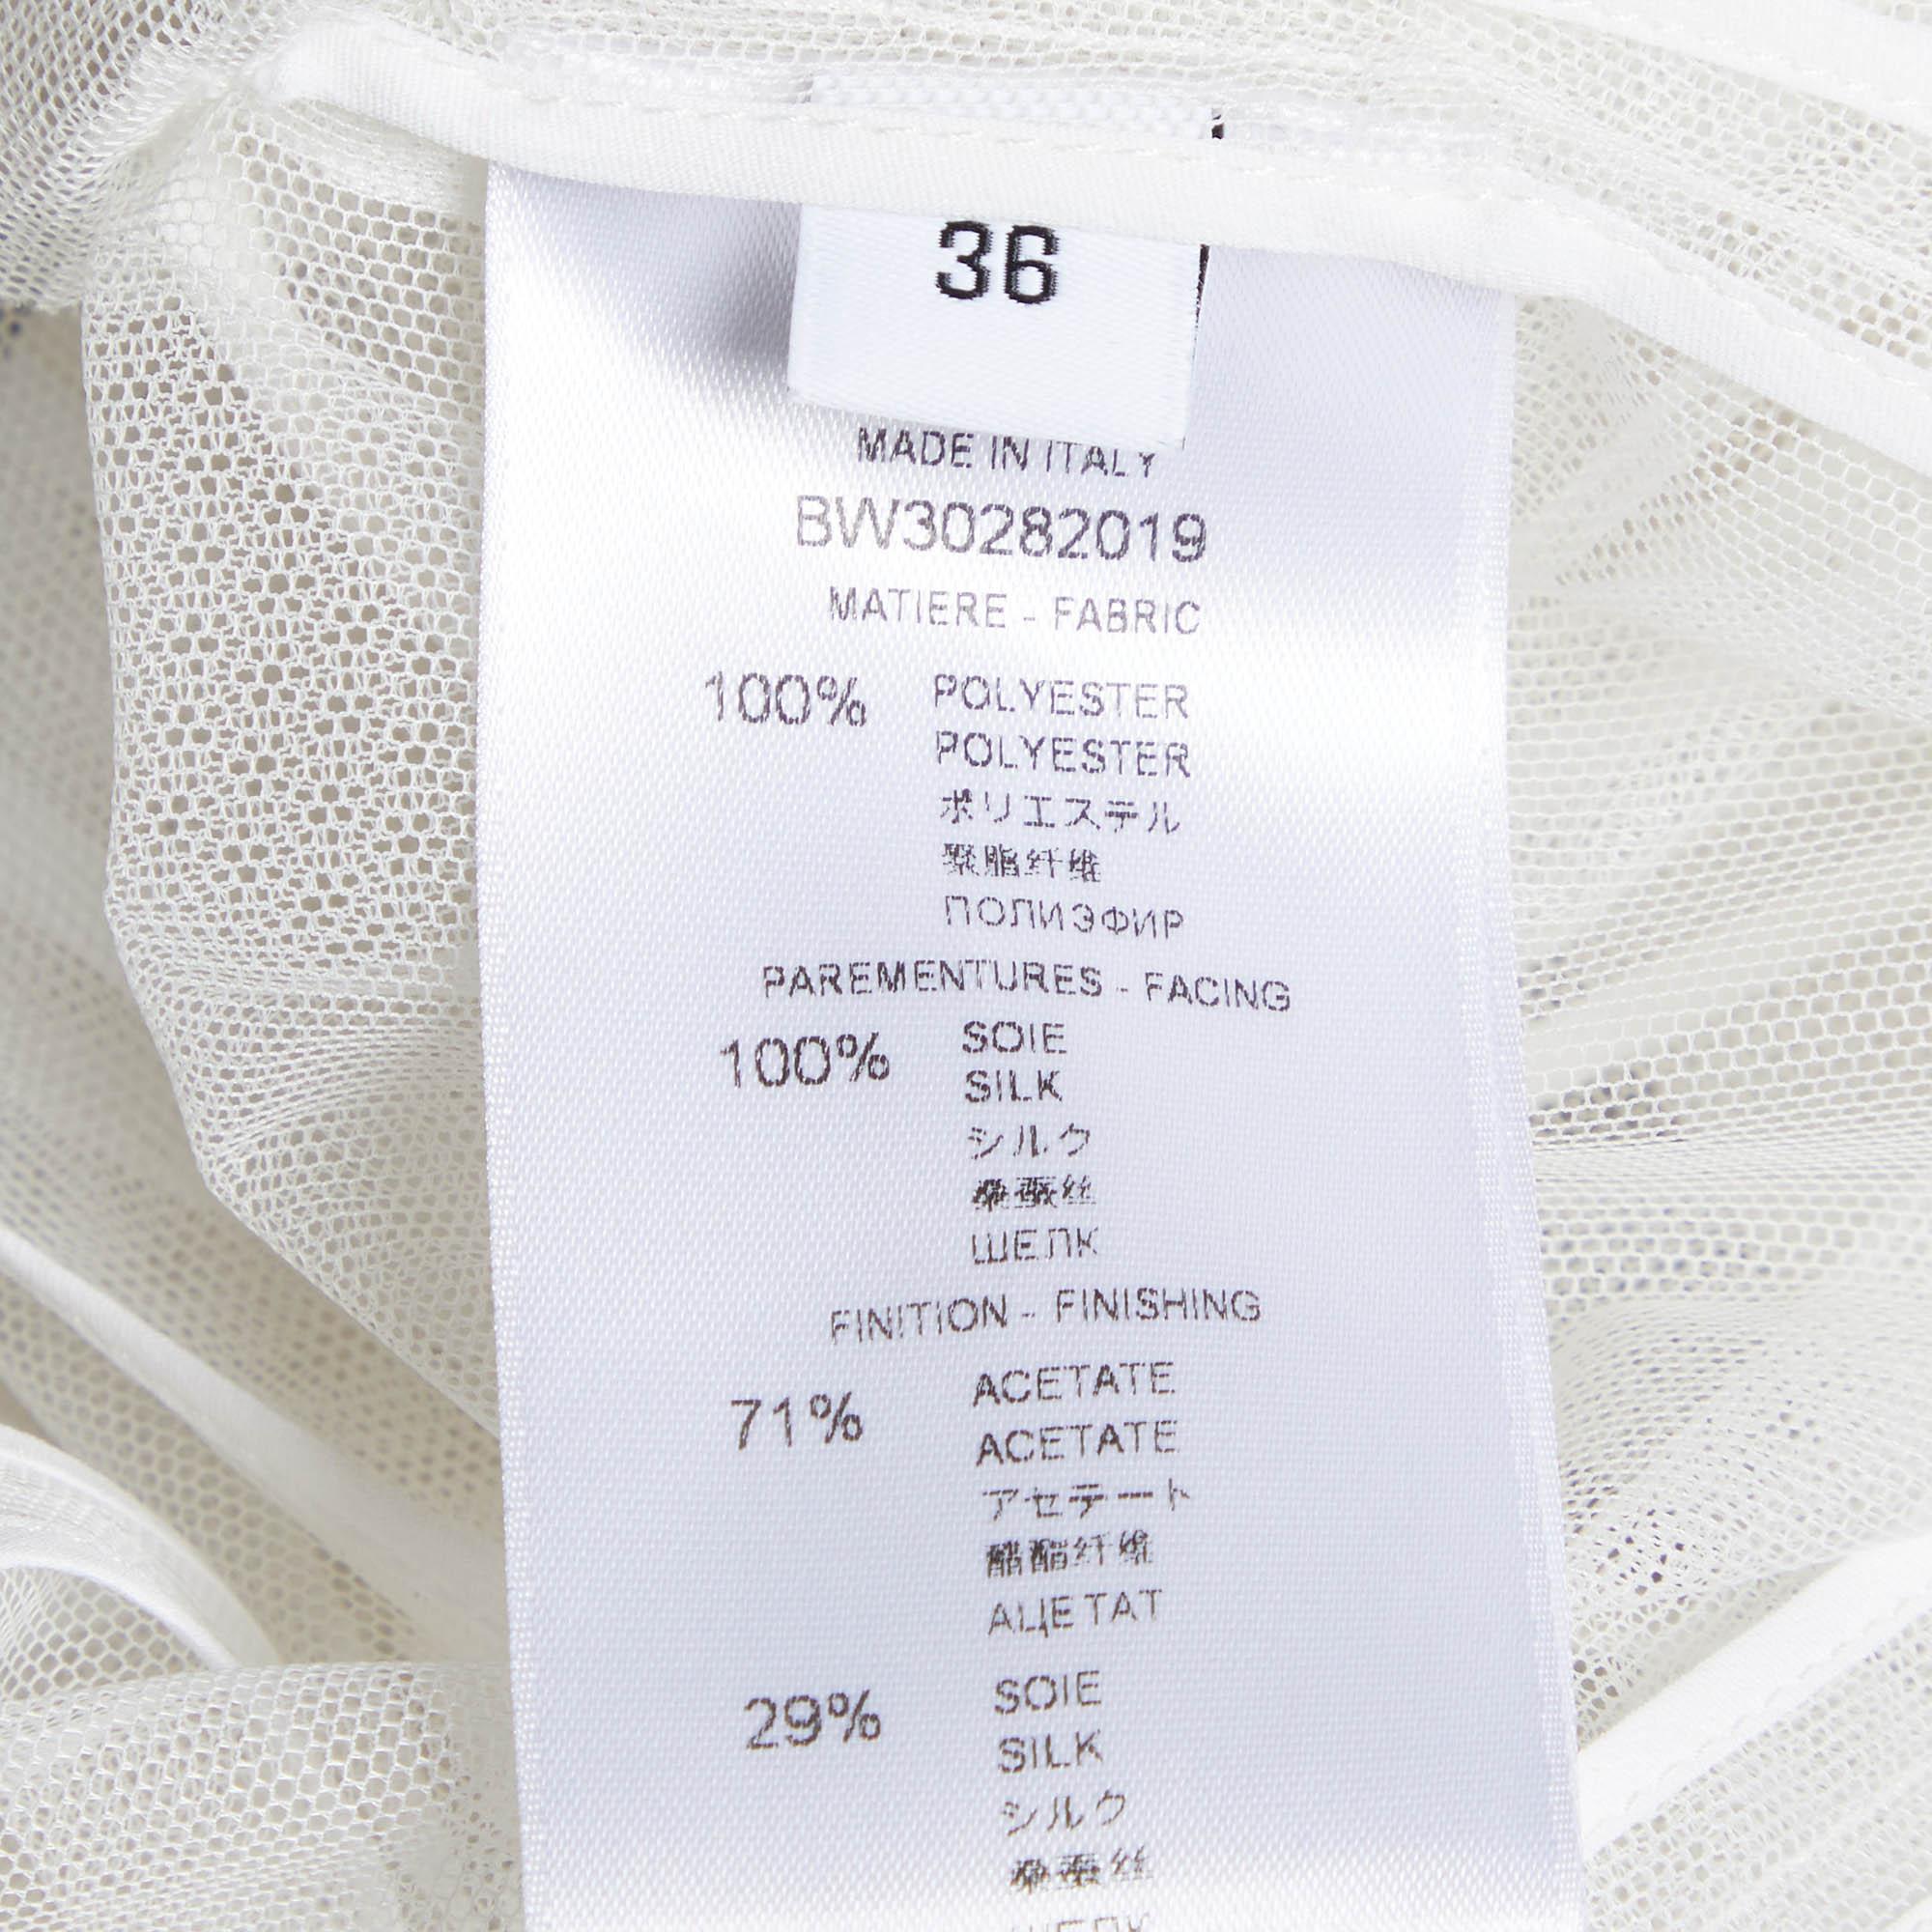 36
MADE IN ITALY
BW30282019
MATIERE - FABRIC
100% POLYESTER
POLYESTER
ポリエステル
聚脂纤维
ПОЛИЭФИР
PAREMENTURES - FACING
100% SOIE
SILK
シルク
桑蚕丝
ШЕЛК
FINITION - FINISHING
71% ACETATE
ACETATE
アセテート
醋酯纤维
АЦЕТАТ
29% SOIE
SILK
シルク
桑蚕丝
ШЕЛК